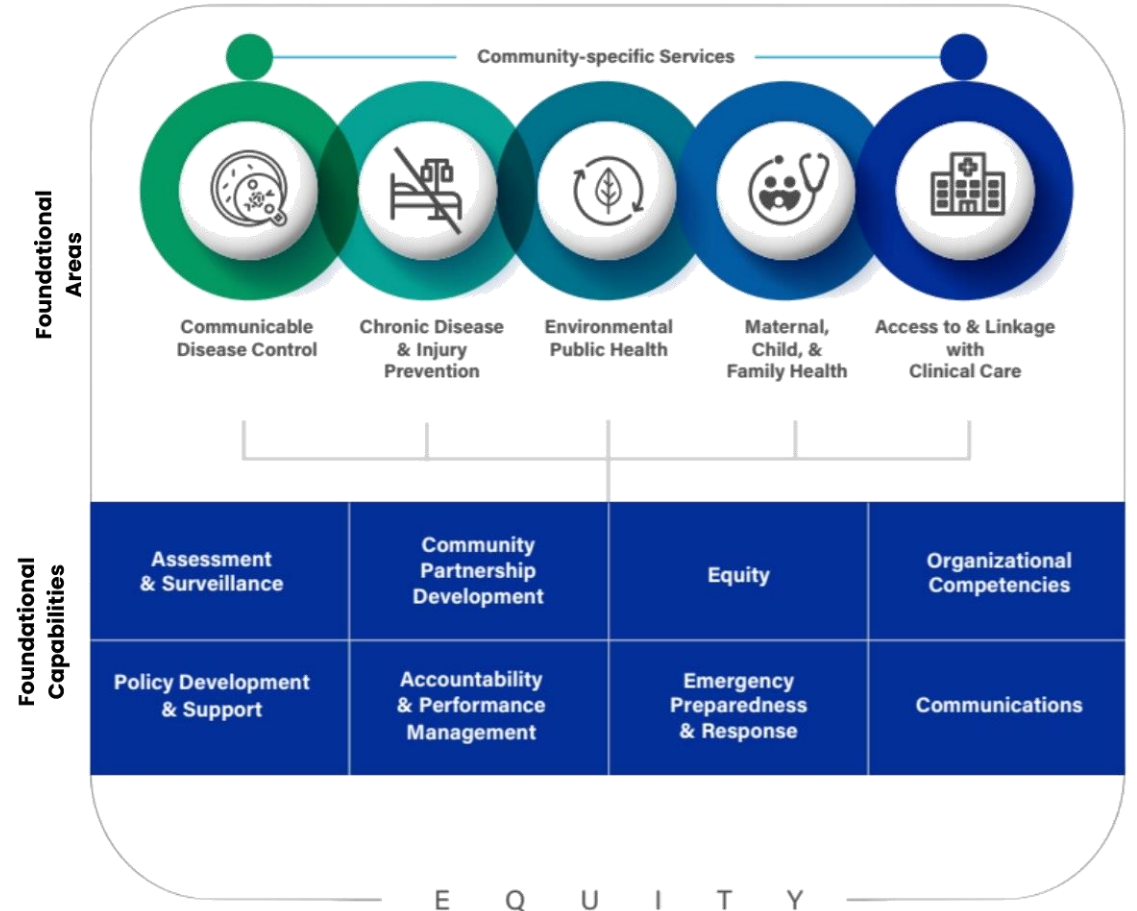 Community-specific Services
Foundational
Areas
Communicable
Disease Control
Chronic Disease
& Injury
Prevention
Environmental
Public Health
Maternal,
Child, &
Family Health
Access to & Linkage
with
Clinical Care
Foundational
Capabilities
Assessment
& Surveillance
Community
Partnership
Development
Equity
Organizational
Competencies
Policy Development
& Support
Accountability
& Performance
Management
Emergency
Preparedness
& Response
Communications
E Q U I T Y